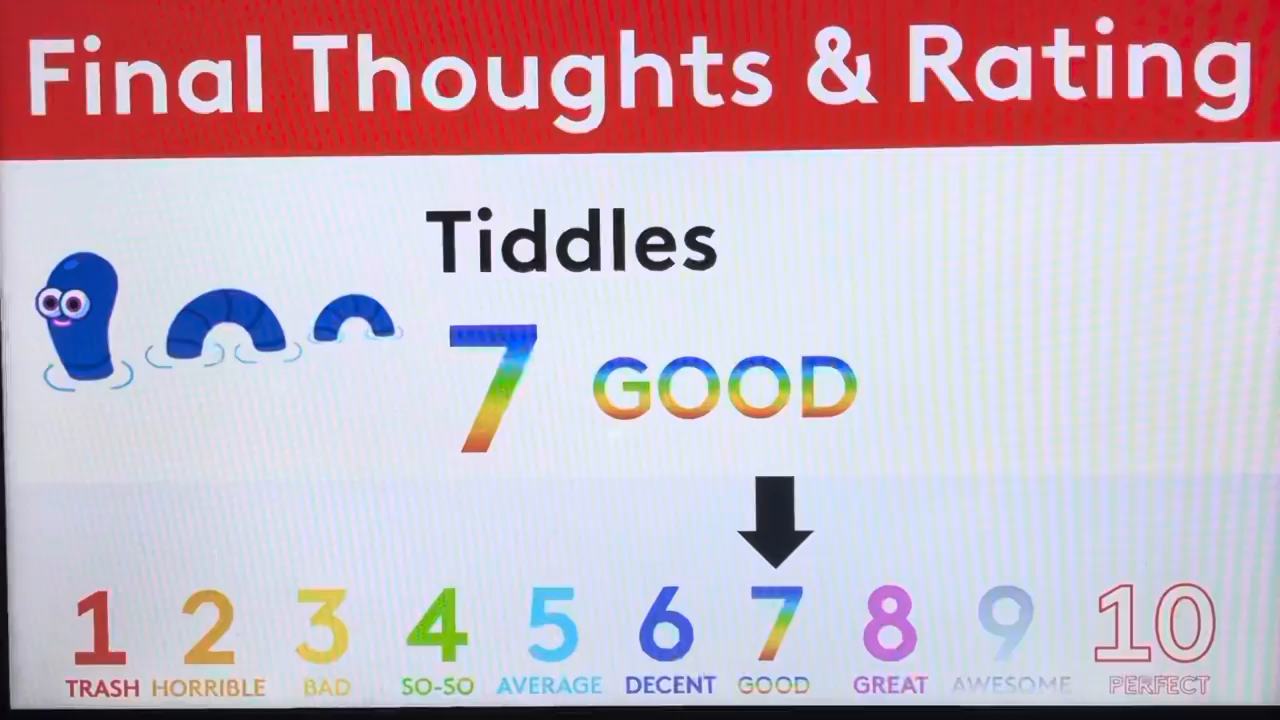 Final Thoughts & Rating
Tiddles
7 GOOD
1 2 3 4 5 6 7 8 9 10
TRASH HORRIBLE BAD SO-SO AVERAGE DECENT GOOD GREAT AWESOME PERFECT